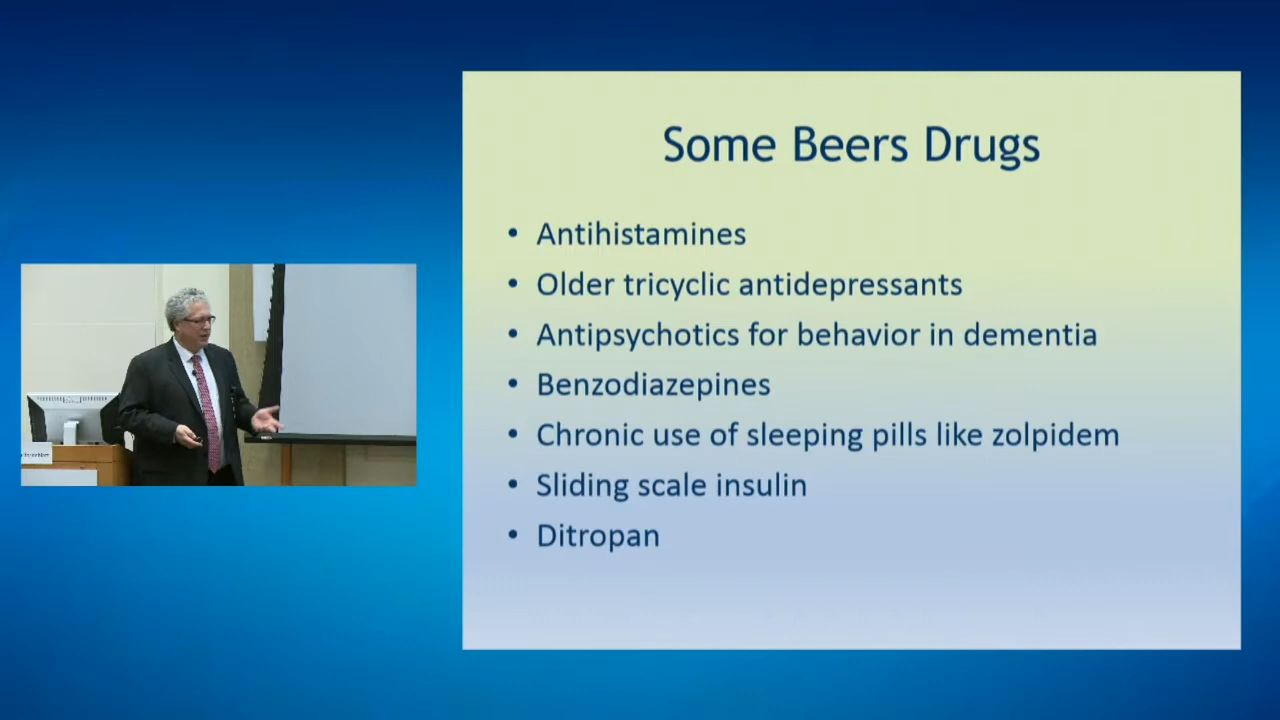 Some Beers Drugs
• Antihistamines
• Older tricyclic antidepressants
• Antipsychotics for behavior in dementia
• Benzodiazepines
• Chronic use of sleeping pills like zolpidem
• Sliding scale insulin
• Ditropan